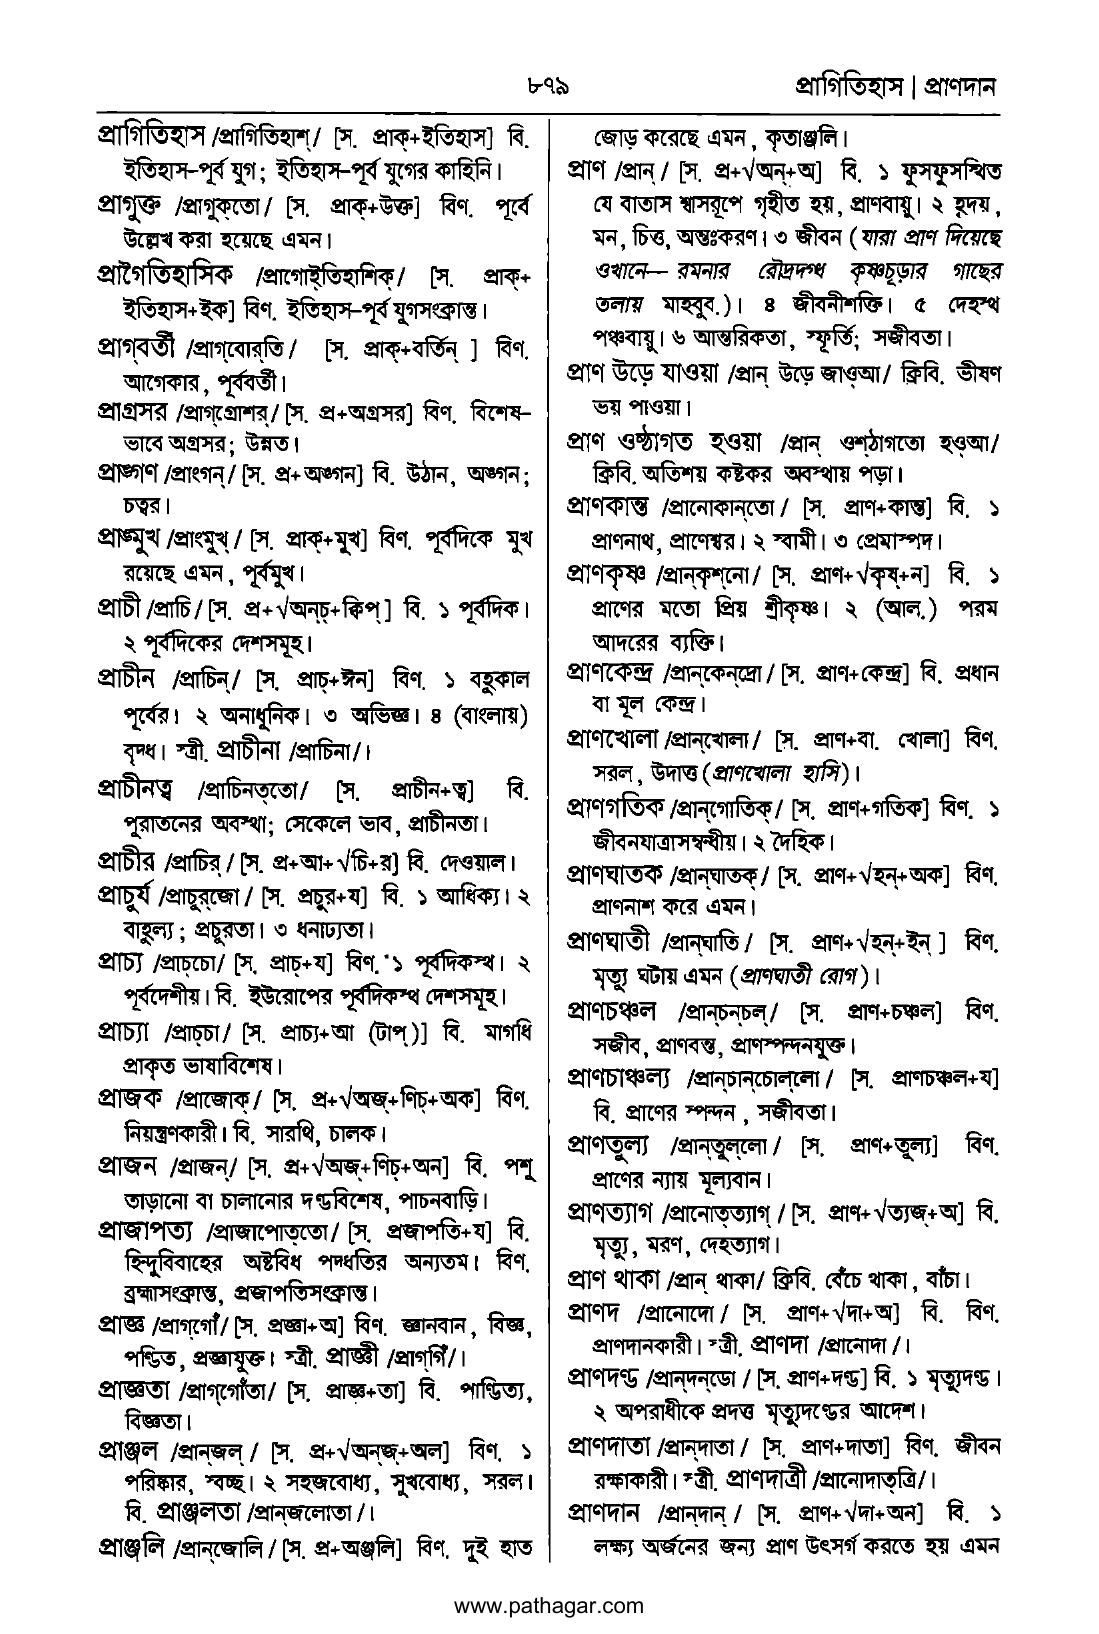 ৮৭৯
প্রাগিতিহাস | প্রাণদান
প্রাগিতিহাস /প্রাগিতিহাশ্/ [স. প্রাক্+ইতিহাস] বি.
ইতিহাস-পূর্ব যুগ; ইতিহাস-পূর্ব যুগের কাহিনি।
প্রাগুক্ত /প্রাগুক্‌তো/ [স. প্রাক্+উক্ত] বিণ. পূর্বে
উল্লেখ করা হয়েছে এমন।
প্রাগৈতিহাসিক /প্রাগোইতিহাশিক্/ [স. প্রাক্+
ইতিহাস+ইক] বিণ. ইতিহাস-পূর্ব যুগসংক্রান্ত।
প্রাগ্‌বর্তী /প্রাগ্‌বোর্‌তি/ [স. প্রাক্+বর্তিন্ ] বিণ.
আগেকার, পূর্ববর্তী।
প্রাগ্রসর /প্রাগ্‌গ্রোশর্/ [স. প্র+অগ্রসর] বিণ. বিশেষ-
ভাবে অগ্রসর; উন্নত।
প্রাঙ্গণ /প্রাংগন্/ [স. প্র+অঙ্গন] বি. উঠান, অঙ্গন;
চত্বর।
প্রাঙ্মুখ /প্রাংমুখ্/ [স. প্রাক্+মুখ] বিণ. পূর্বদিকে মুখ
রয়েছে এমন, পূর্বমুখ।
প্রাচী /প্রাচি/ [স. প্র+√অন্‌চ্+ক্বিপ্] বি. ১ পূর্বদিক।
২ পূর্বদিকের দেশসমূহ।
প্রাচীন /প্রাচিন্/ [স. প্রাচ্+ঈন] বিণ. ১ বহুকাল
পূর্বের। ২ অনাধুনিক। ৩ অভিজ্ঞ। ৪ (বাংলায়)
বৃদ্ধ। স্ত্রী. প্রাচীনা /প্রাচিনা/।
প্রাচীনত্ব /প্রাচিনত্‌তো/ [স. প্রাচীন+ত্ব] বি.
পুরাতনের অবস্থা; সেকেলে ভাব, প্রাচীনতা।
প্রাচীর /প্রাচির্/ [স. প্র+আ+√চি+র] বি. দেওয়াল।
প্রাচুর্য /প্রাচুর্‌জো/ [স. প্রচুর+য] বি. ১ আধিক্য। ২
বাহুল্য; প্রচুরতা। ৩ ধনাঢ্যতা।
প্রাচ্য /প্রাচ্‌চো/ [স. প্রাচ্+য] বিণ. ১ পূর্বদিকস্থ। ২
পূর্বদেশীয়। বি. ইউরোপের পূর্বদিকস্থ দেশসমূহ।
প্রাচ্যা /প্রাচ্‌চা/ [স. প্রাচ্য+আ (টাপ্)] বি. মাগধি
প্রাকৃত ভাষাবিশেষ।
প্রাজক /প্রাজোক্/ [স. প্র+√অজ্+ণিচ্+অক] বিণ.
নিয়ন্ত্রণকারী। বি. সারথি, চালক।
প্রাজন /প্রাজন্/ [স. প্র+√অজ্+ণিচ্+অন] বি. পশু
তাড়ানো বা চালানোর দণ্ডবিশেষ, পাচনবাড়ি।
প্রাজাপত্য /প্রাজাপোত্‌তো/ [স. প্রজাপতি+য] বি.
হিন্দুবিবাহের অষ্টবিধ পদ্ধতির অন্যতম। বিণ.
ব্রহ্মাসংক্রান্ত, প্রজাপতিসংক্রান্ত।
প্রাজ্ঞ /প্রাগ্‌গোঁ/ [স. প্রজ্ঞা+অ] বিণ. জ্ঞানবান, বিজ্ঞ,
পণ্ডিত, প্রজ্ঞাযুক্ত। স্ত্রী. প্রাজ্ঞী /প্রাগ্‌গিঁ/।
প্রাজ্ঞতা /প্রাগ্‌গোঁতা/ [স. প্রাজ্ঞ+তা] বি. পাণ্ডিত্য,
বিজ্ঞতা।
প্রাঞ্জল /প্রান্‌জল্/ [স. প্র+√অন্‌জ্+অল] বিণ. ১
পরিষ্কার, স্বচ্ছ। ২ সহজবোধ্য, সুখবোধ্য, সরল।
বি. প্রাঞ্জলতা /প্রান্‌জলোতা/।
প্রাঞ্জলি /প্রান্‌জোলি/ [স. প্র+অঞ্জলি] বিণ. দুই হাত
জোড় করেছে এমন, কৃতাঞ্জলি।
প্রাণ /প্রান্/ [স. প্র+√অন্+অ] বি. ১ ফুসফুসস্থিত
যে বাতাস শ্বাসরূপে গৃহীত হয়, প্রাণবায়ু। ২ হৃদয়,
মন, চিত্ত, অন্তঃকরণ। ৩ জীবন (যারা প্রাণ দিয়েছে
ওখানে— রমনার রৌদ্রদগ্ধ কৃষ্ণচূড়ার গাছের
তলায় মাহবুব.)। ৪ জীবনীশক্তি। ৫ দেহস্থ
পঞ্চবায়ু। ৬ আন্তরিকতা, স্ফূর্তি; সজীবতা।
প্রাণ উড়ে যাওয়া /প্রান্ উড়ে জাওআ/ ক্রিবি. ভীষণ
ভয় পাওয়া।
প্রাণ ওষ্ঠাগত হওয়া /প্রান্ ওশ্‌ঠাগতো হওআ/
ক্রিবি. অতিশয় কষ্টকর অবস্থায় পড়া।
প্রাণকান্ত /প্রানোকান্‌তো/ [স. প্রাণ+কান্ত] বি. ১
প্রাণনাথ, প্রাণেশ্বর। ২ স্বামী। ৩ প্রেমাস্পদ।
প্রাণকৃষ্ণ /প্রান্‌কৃশ্‌নো/ [স. প্রাণ+√কৃষ্+ন] বি. ১
প্রাণের মতো প্রিয় শ্রীকৃষ্ণ। ২ (আল.) পরম
আদরের ব্যক্তি।
প্রাণকেন্দ্র /প্রান্‌কেন্‌দ্রো/ [স. প্রাণ+কেন্দ্র] বি. প্রধান
বা মূল কেন্দ্র।
প্রাণখোলা /প্রান্‌খোলা/ [স. প্রাণ+বা. খোলা] বিণ.
সরল, উদাত্ত (প্রাণখোলা হাসি)।
প্রাণগতিক /প্রান্‌গোতিক্/ [স. প্রাণ+গতিক] বিণ. ১
জীবনযাত্রাসম্বন্ধীয়। ২ দৈহিক।
প্রাণঘাতক /প্রান্‌ঘাতক্/ [স. প্রাণ+√হন্+অক] বিণ.
প্রাণনাশ করে এমন।
প্রাণঘাতী /প্রান্‌ঘাতি/ [স. প্রাণ+√হন্+ইন্ ] বিণ.
মৃত্যু ঘটায় এমন (প্রাণঘাতী রোগ)।
প্রাণচঞ্চল /প্রান্‌চন্‌চল্/ [স. প্রাণ+চঞ্চল] বিণ.
সজীব, প্রাণবন্ত, প্রাণস্পন্দনযুক্ত।
প্রাণচাঞ্চল্য /প্রান্‌চান্‌চোল্‌লো/ [স. প্রাণচঞ্চল+য]
বি. প্রাণের স্পন্দন, সজীবতা।
প্রাণতুল্য /প্রান্‌তুল্‌লো/ [স. প্রাণ+তুল্য] বিণ.
প্রাণের ন্যায় মূল্যবান।
প্রাণত্যাগ /প্রানোত্‌ত্যাগ্/ [স. প্রাণ+√ত্যজ্+অ] বি.
মৃত্যু, মরণ, দেহত্যাগ।
প্রাণ থাকা /প্রান্ থাকা/ ক্রিবি. বেঁচে থাকা, বাঁচা।
প্রাণদ /প্রানোদো/ [স. প্রাণ+√দা+অ] বি. বিণ.
প্রাণদানকারী। স্ত্রী. প্রাণদা /প্রানোদা/।
প্রাণদণ্ড /প্রান্‌দন্‌ডো/ [স. প্রাণ+দণ্ড] বি. ১ মৃত্যুদণ্ড।
২ অপরাধীকে প্রদত্ত মৃত্যুদণ্ডের আদেশ।
প্রাণদাতা /প্রান্‌দাতা/ [স. প্রাণ+দাতা] বিণ. জীবন
রক্ষাকারী। স্ত্রী. প্রাণদাত্রী /প্রানোদাত্‌ত্রি/।
প্রাণদান /প্রান্‌দান্/ [স. প্রাণ+√দা+অন] বি. ১
লক্ষ্য অর্জনের জন্য প্রাণ উৎসর্গ করতে হয় এমন
www.pathagar.com